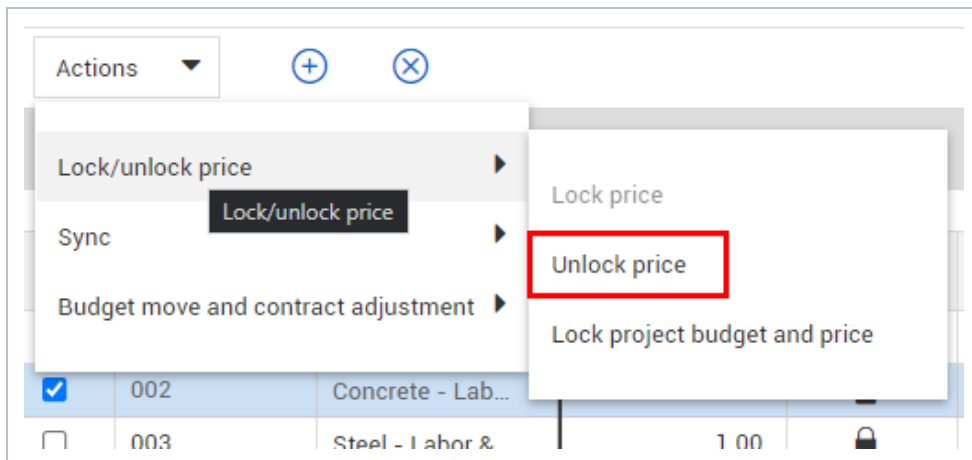 Actions
Lock/unlock price
Lock/unlock price
Sync
Budget move and contract adjustment
Lock price
Unlock price
Lock project budget and price
002 Concrete - Lab...
003 Steel - Labor & 1.00